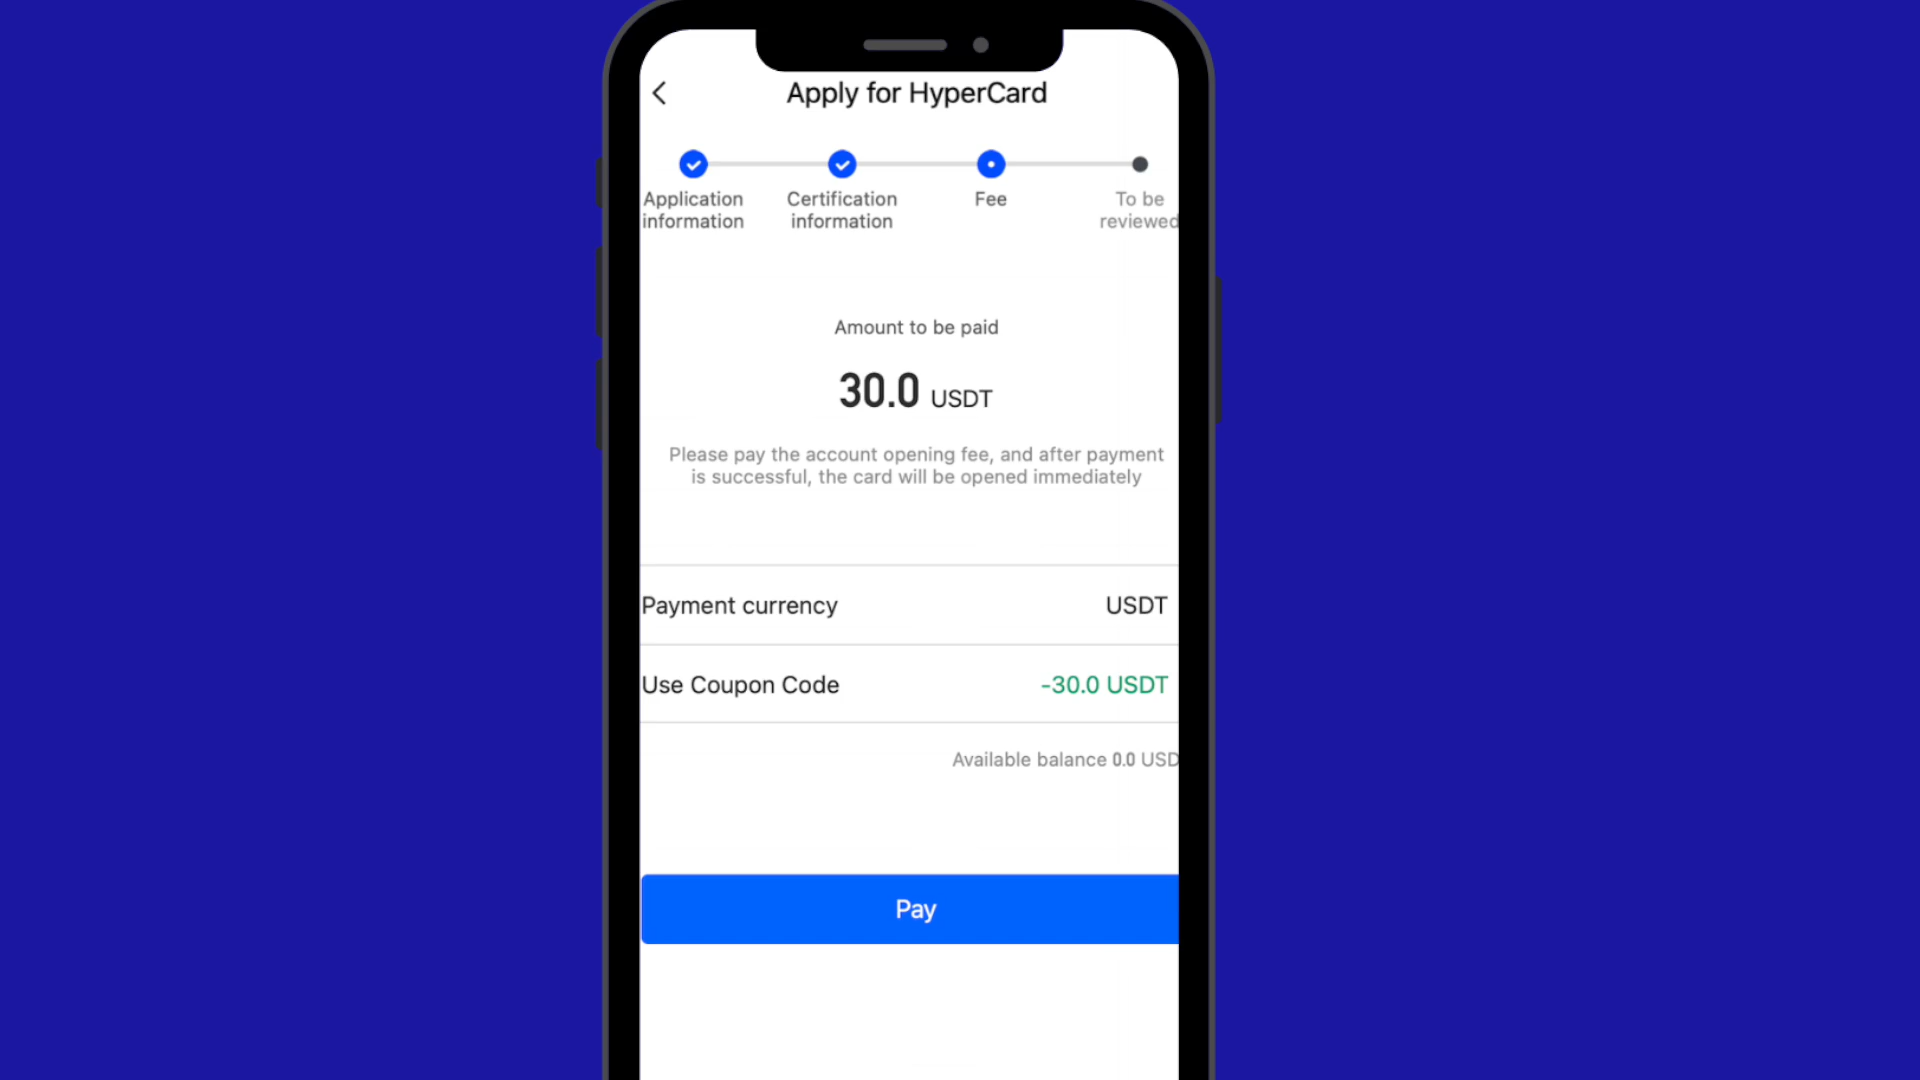 Apply for HyperCard
Application information
Certification information
Fee
To be reviewed
Amount to be paid
30.0 USDT
Please pay the account opening fee, and after payment
is successful, the card will be opened immediately
Payment currency USDT
Use Coupon Code -30.0 USDT
Available balance 0.0 USD
Pay